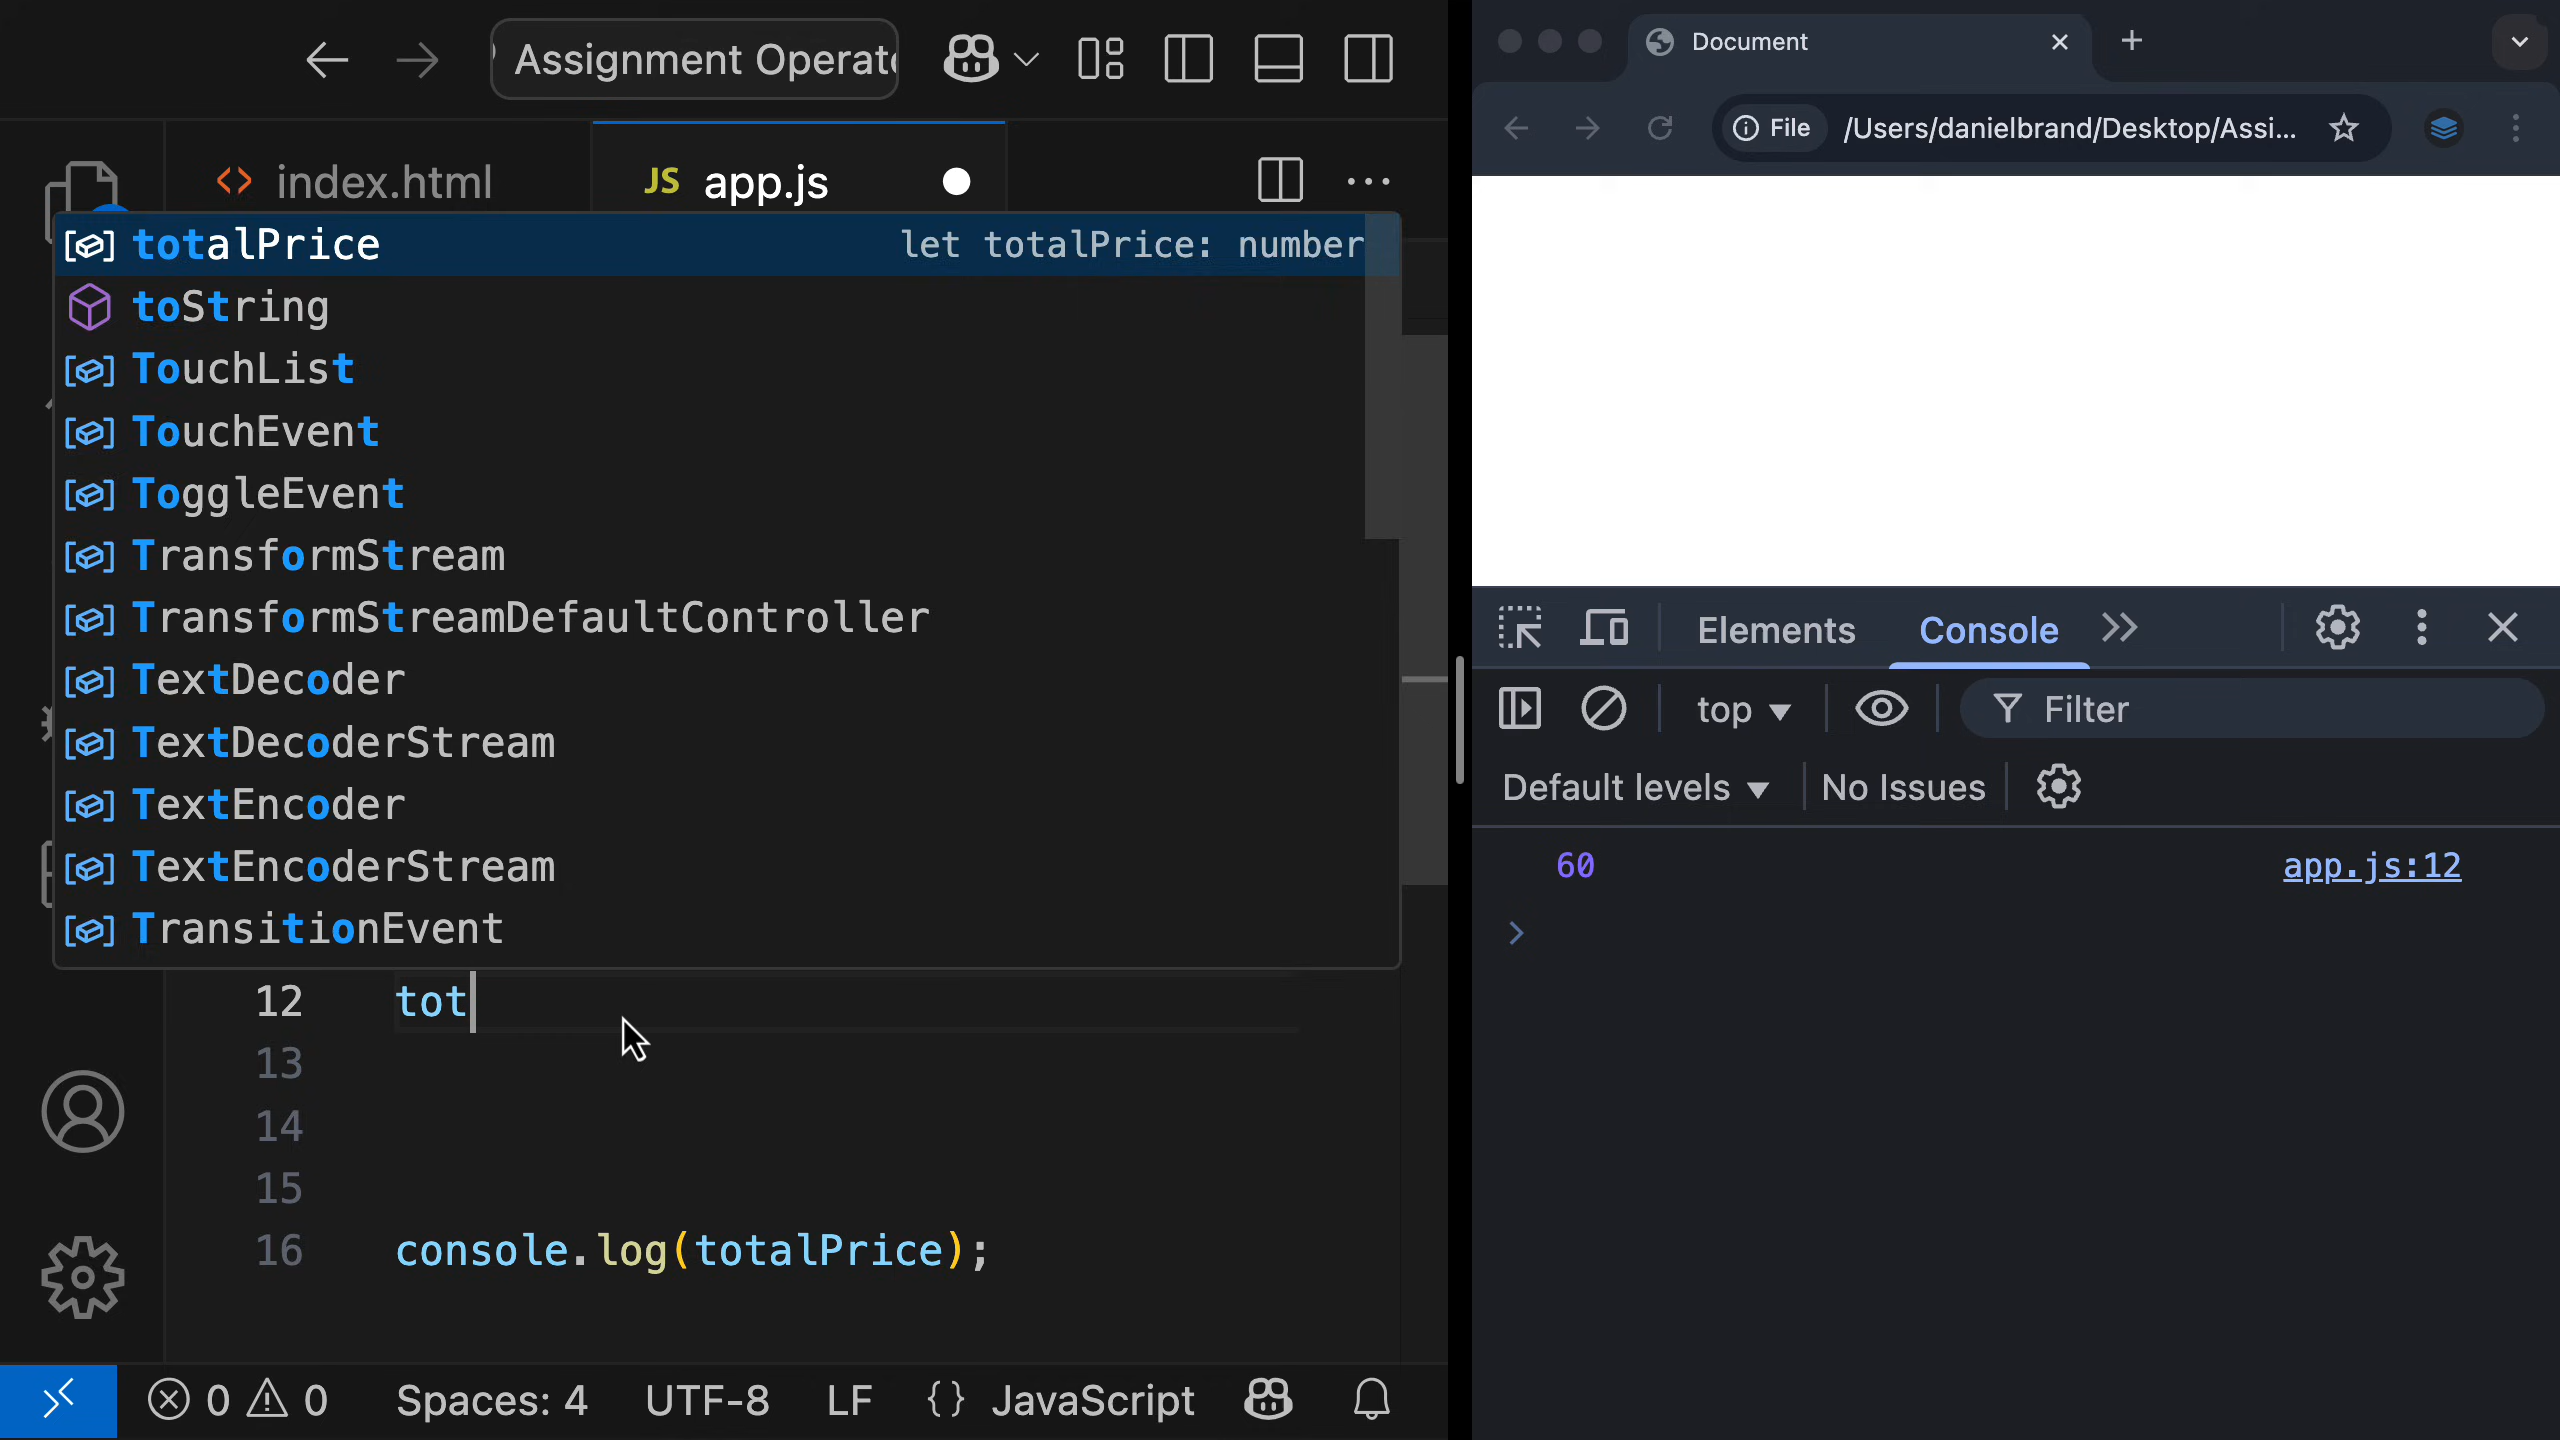 Assignment Operat
index.html
JS app.js
totalPrice let totalPrice: number
toString
TouchList
TouchEvent
ToggleEvent
TransformStream
TransformStreamDefaultController
TextDecoder
TextDecoderStream
TextEncoder
TextEncoderStream
TransitionEvent
12 tot
13
14
15
16 console.log(totalPrice);
0 0 Spaces: 4 UTF-8 LF {} JavaScript
Document
File /Users/danielbrand/Desktop/Assi...
Elements Console
top Filter
Default levels No Issues
60 app.js:12